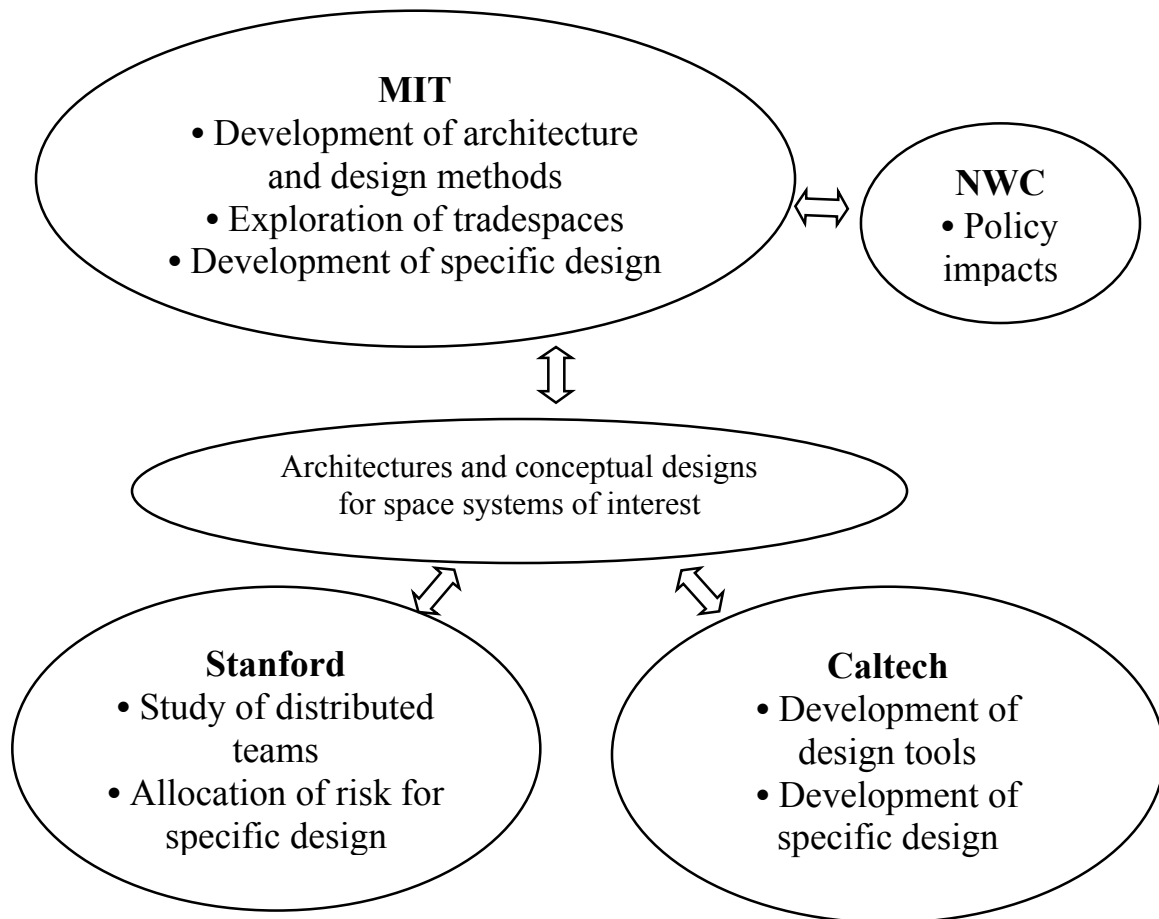 MIT
• Development of architecture
and design methods
• Exploration of tradespaces
• Development of specific design
NWC
• Policy
impacts
Architectures and conceptual designs
for space systems of interest
Stanford
• Study of distributed
teams
• Allocation of risk for
specific design
Caltech
• Development of
design tools
• Development of
specific design